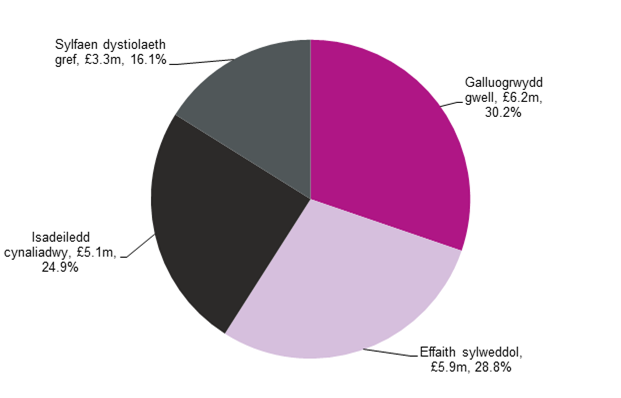 Sylfaen dystiolaeth
gref, £3.3m, 16.1%
Galluogrwydd
gwell, £6.2m,
30.2%
Isadeiledd
cynaliadwy, £5.1m,
24.9%
Effaith sylweddol,
£5.9m, 28.8%